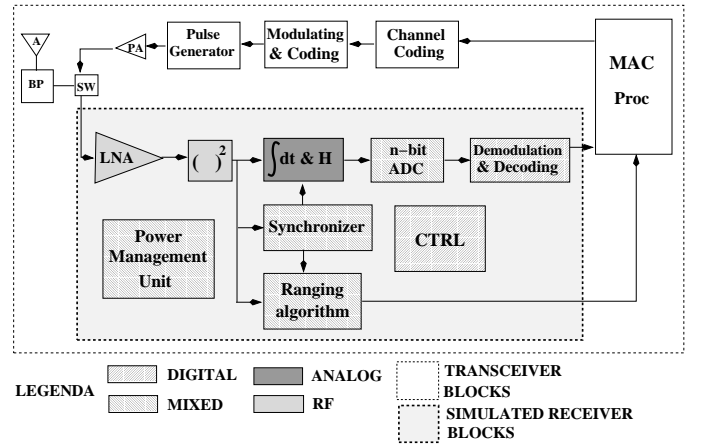 A
BP
SW
PA
Pulse
Generator
Modulating
& Coding
Channel
Coding
MAC
Proc
LNA
( )²
∫dt & H
n−bit
ADC
Demodulation
& Decoding
Synchronizer
Power
Management
Unit
CTRL
Ranging
algorithm
LEGENDA
DIGITAL
MIXED
ANALOG
RF
TRANSCEIVER
BLOCKS
SIMULATED RECEIVER
BLOCKS